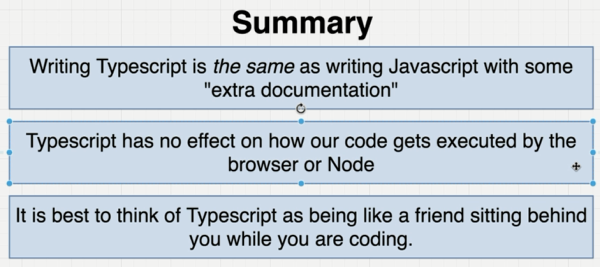 Summary
Writing Typescript is the same as writing Javascript with some
"extra documentation"
Typescript has no effect on how our code gets executed by the
browser or Node
It is best to think of Typescript as being like a friend sitting behind
you while you are coding.